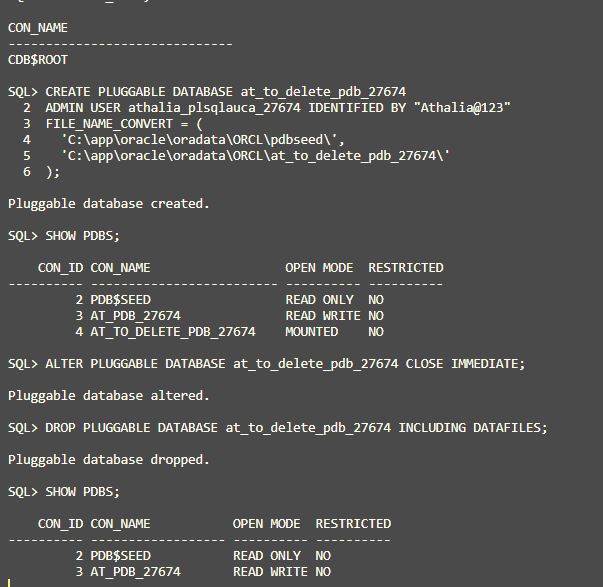 CON_NAME
------------------------------
CDB$ROOT
SQL> CREATE PLUGGABLE DATABASE at_to_delete_pdb_27674
  2  ADMIN USER athalia_plsqlauca_27674 IDENTIFIED BY "Athalia@123"
  3  FILE_NAME_CONVERT = (
  4    'C:\app\oracle\oradata\ORCL\pdbseed\',
  5    'C:\app\oracle\oradata\ORCL\at_to_delete_pdb_27674\'
  6  );
Pluggable database created.
SQL> SHOW PDBS;
    CON_ID CON_NAME                       OPEN MODE  RESTRICTED
---------- ------------------------------ ---------- ----------
         2 PDB$SEED                       READ ONLY  NO
         3 AT_PDB_27674                   READ WRITE NO
         4 AT_TO_DELETE_PDB_27674         MOUNTED    NO
SQL> ALTER PLUGGABLE DATABASE at_to_delete_pdb_27674 CLOSE IMMEDIATE;
Pluggable database altered.
SQL> DROP PLUGGABLE DATABASE at_to_delete_pdb_27674 INCLUDING DATAFILES;
Pluggable database dropped.
SQL> SHOW PDBS;
    CON_ID CON_NAME           OPEN MODE  RESTRICTED
---------- ------------------ ---------- ----------
         2 PDB$SEED           READ ONLY  NO
         3 AT_PDB_27674       READ WRITE NO